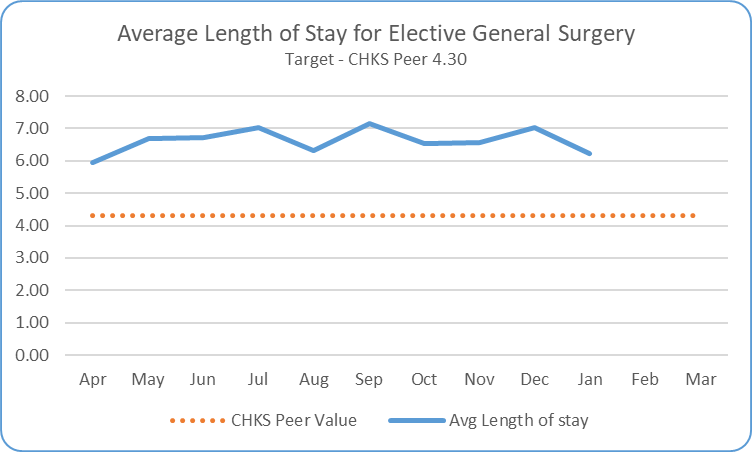 Average Length of Stay for Elective General Surgery
Target - CHKS Peer 4.30
8.00
7.00
6.00
5.00
4.00
3.00
2.00
1.00
0.00
Apr May Jun Jul Aug Sep Oct Nov Dec Jan Feb Mar
CHKS Peer Value Avg Length of stay